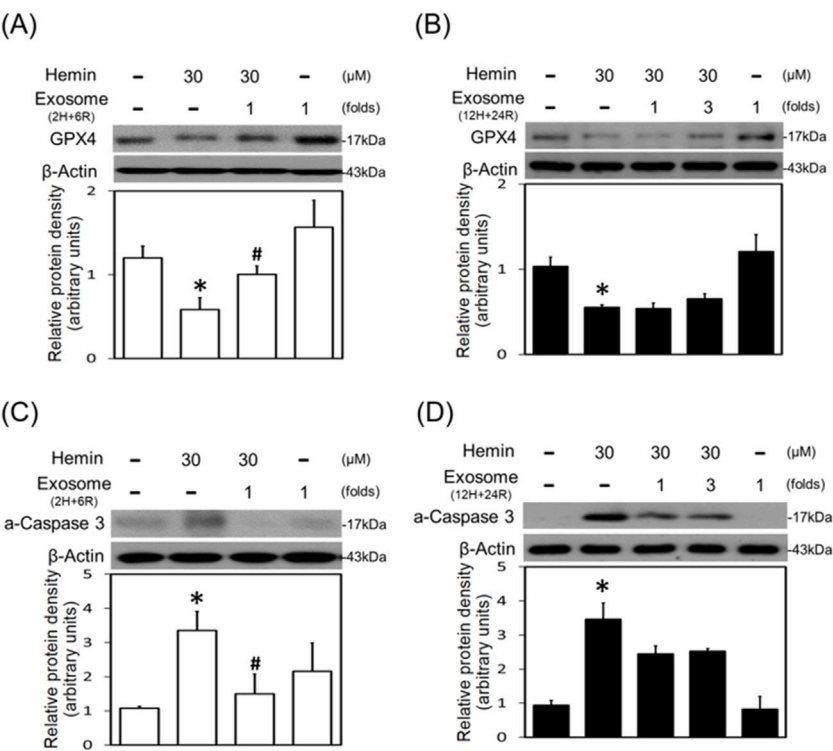 (A)
Hemin - 30 30 - (μM)
Exosome - - 1 1 (folds)
(2H+6R)
GPX4 -17kDa
β-Actin -43kDa
Relative protein density
(arbitrary units)
2
1
0
*
#
(B)
Hemin - 30 30 30 - (μM)
Exosome - - 1 3 1 (folds)
(12H+24R)
GPX4 -17kDa
β-Actin -43kDa
Relative protein density
(arbitrary units)
2
1
0
*
(C)
Hemin - 30 30 - (μM)
Exosome - - 1 1 (folds)
(2H+6R)
a-Caspase 3 -17kDa
β-Actin -43kDa
Relative protein density
(arbitrary units)
5
4
3
2
1
0
*
#
(D)
Hemin - 30 30 30 - (μM)
Exosome - - 1 3 1 (folds)
(12H+24R)
a-Caspase 3 -17kDa
β-Actin -43kDa
Relative protein density
(arbitrary units)
5
4
3
2
1
0
*